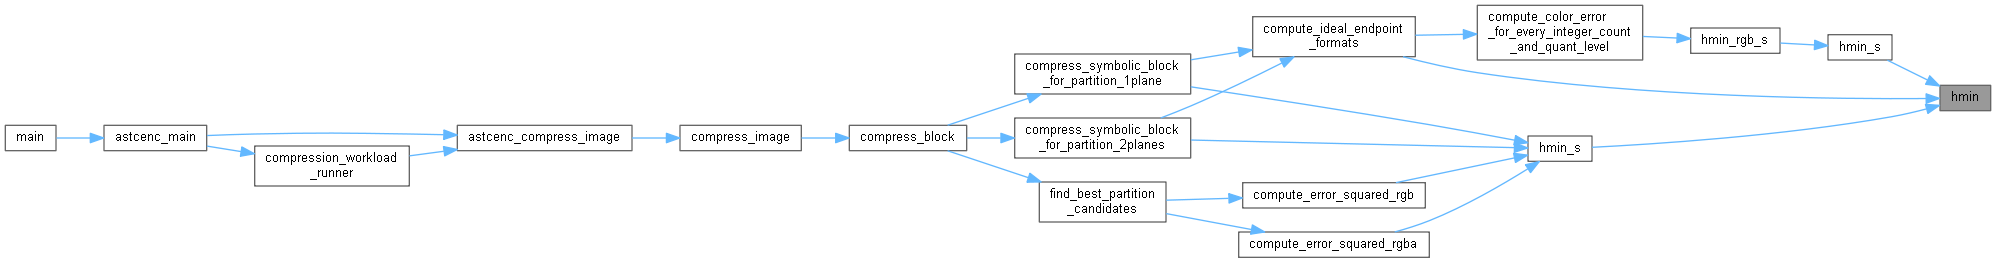 main
astcenc_main
compression_workload
_runner
astcenc_compress_image
compress_image
compress_block
compress_symbolic_block
_for_partition_1plane
compress_symbolic_block
_for_partition_2planes
find_best_partition
_candidates
compute_ideal_endpoint
_formats
compute_error_squared_rgb
compute_error_squared_rgba
compute_color_error
_for_every_integer_count
_and_quant_level
hmin_s
hmin_rgb_s
hmin_s
hmin